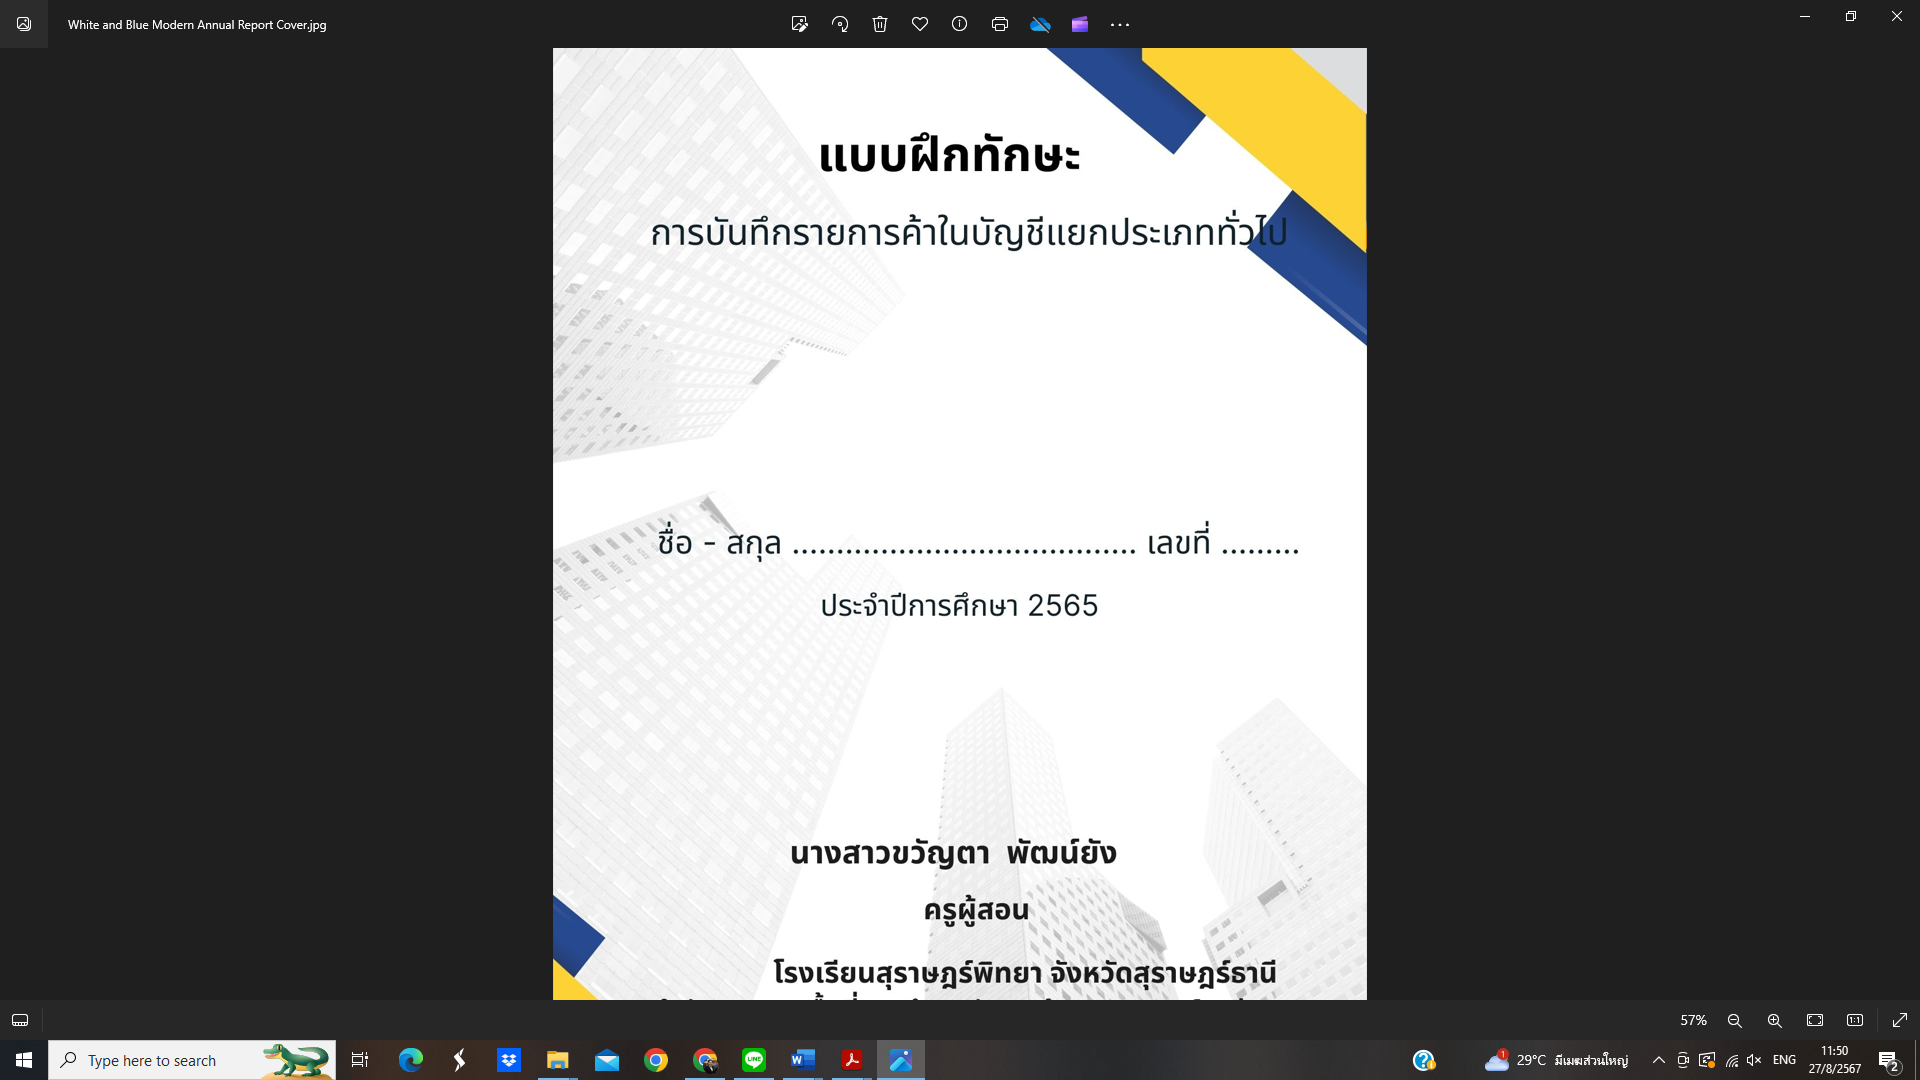 White and Blue Modern Annual Report Cover.jpg
แบบฝึกทักษะ
การบันทึกรายการค้าในบัญชีแยกประเภททั่วไป
ชื่อ - สกุล ....................................... เลขที่ .........
ประจำปีการศึกษา 2565
นางสาวขวัญตา พัฒน์ยัง
ครูผู้สอน
โรงเรียนสุราษฎร์พิทยา จังหวัดสุราษฎร์ธานี
57%
1:1
Type here to search
LINE
W
1
29°C มีเมฆส่วนใหญ่
ENG
11:50
27/8/2567
2